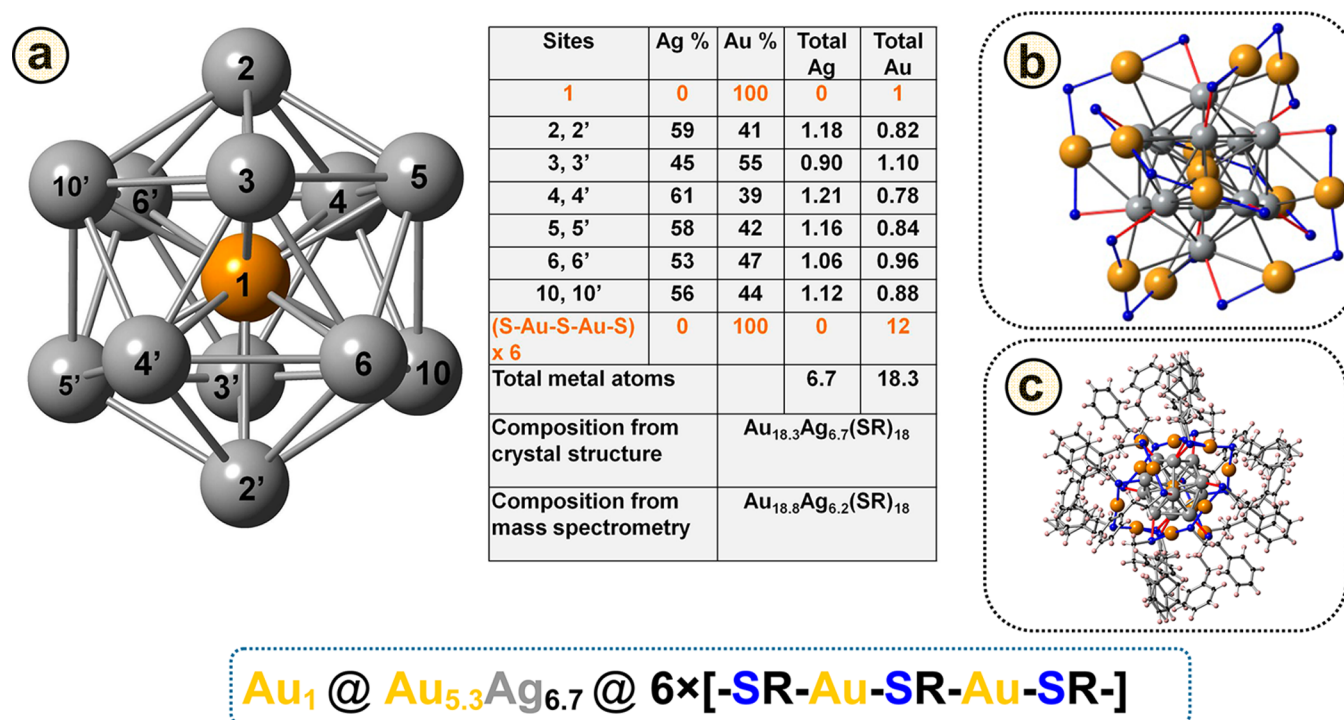 a
2
10'
6'
3
4
5
1
5'
4'
3'
6
10
2'
Sites Ag % Au % Total Ag Total Au
1 0 100 0 1
2, 2' 59 41 1.18 0.82
3, 3' 45 55 0.90 1.10
4, 4' 61 39 1.21 0.78
5, 5' 58 42 1.16 0.84
6, 6' 53 47 1.06 0.96
10, 10' 56 44 1.12 0.88
(S-Au-S-Au-S) x 6 0 100 0 12
Total metal atoms 6.7 18.3
Composition from
crystal structure
Au18.3Ag6.7(SR)18
Composition from
mass spectrometry
Au18.8Ag6.2(SR)18
b
c
Au1 @ Au5.3Ag6.7 @ 6×[-SR-Au-SR-Au-SR-]